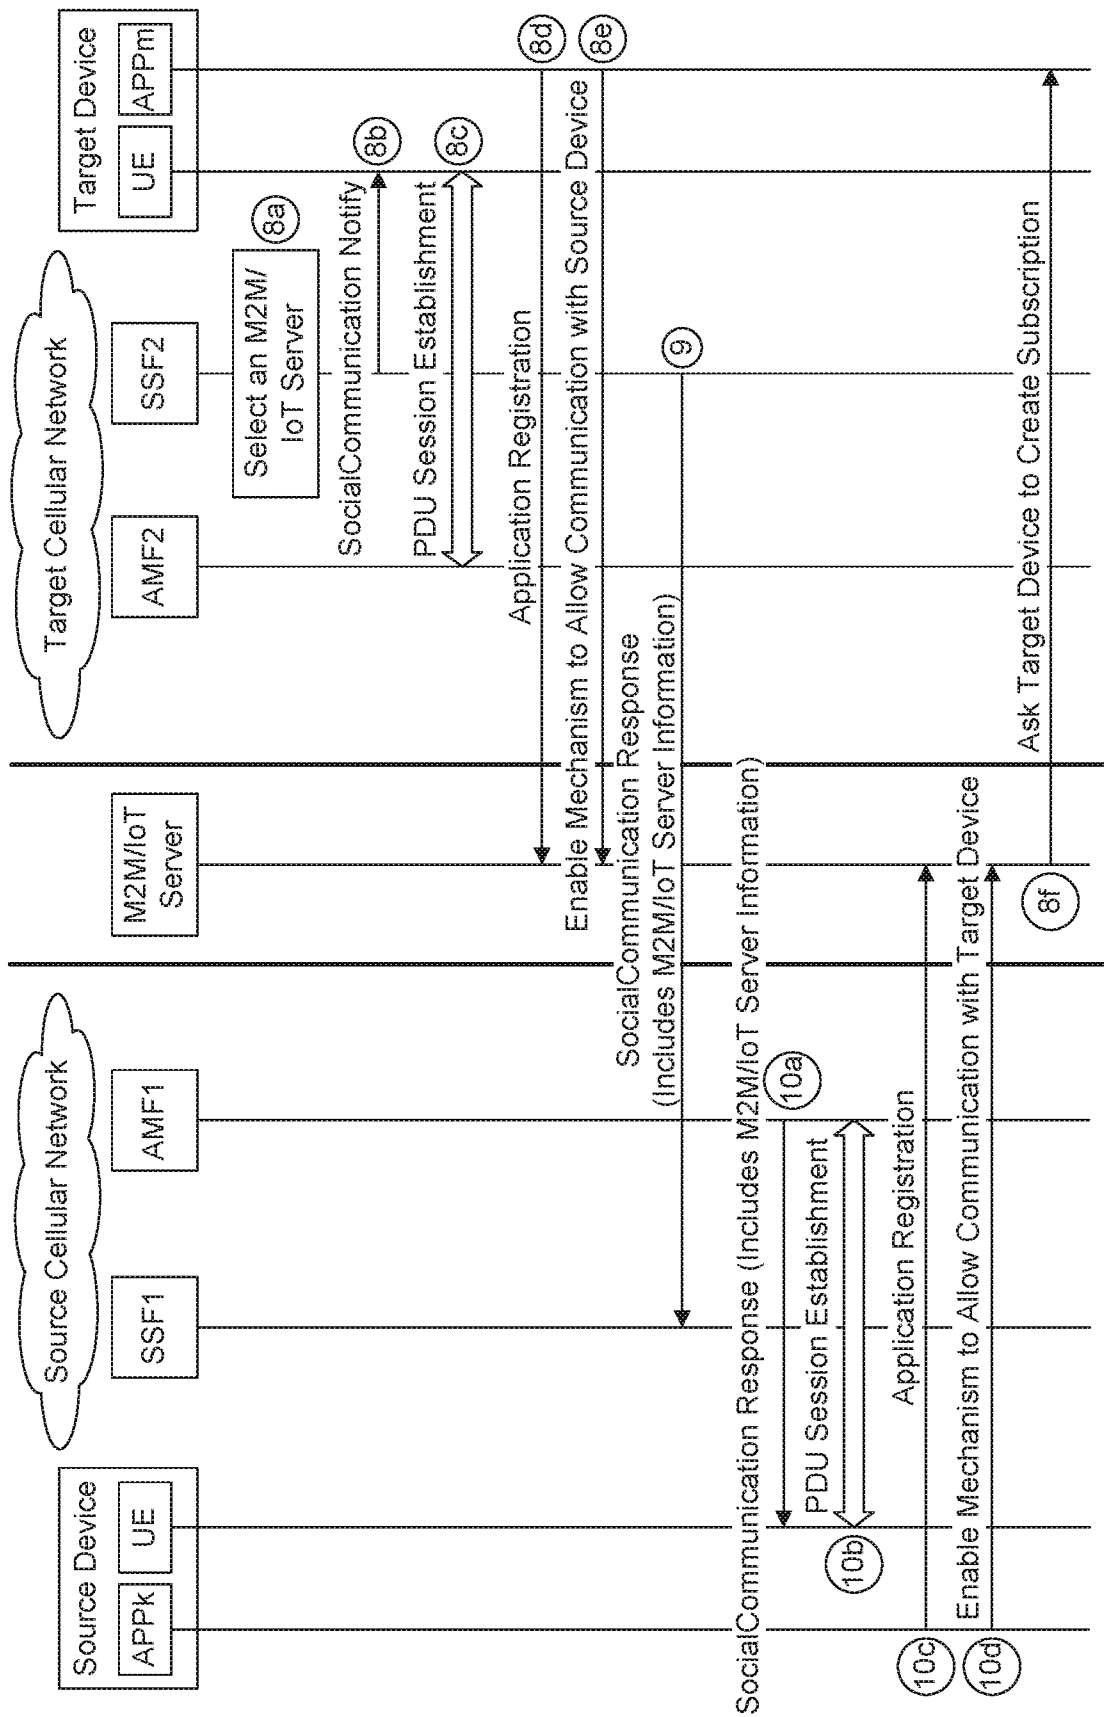 Source Device
APPk
UE
Source Cellular Network
SSF1
AMF1
M2M/IoT
Server
Target Cellular Network
AMF2
SSF2
Target Device
UE
APPm
Select an M2M/
IoT Server
8a
SocialCommunication Notify
8b
PDU Session Establishment
8c
Application Registration
8d
Enable Mechanism to Allow Communication with Source Device
8e
SocialCommunication Response
(Includes M2M/IoT Server Information)
9
SocialCommunication Response (Includes M2M/IoT Server Information)
10a
PDU Session Establishment
10b
Application Registration
10c
Enable Mechanism to Allow Communication with Target Device
10d
Ask Target Device to Create Subscription
8f